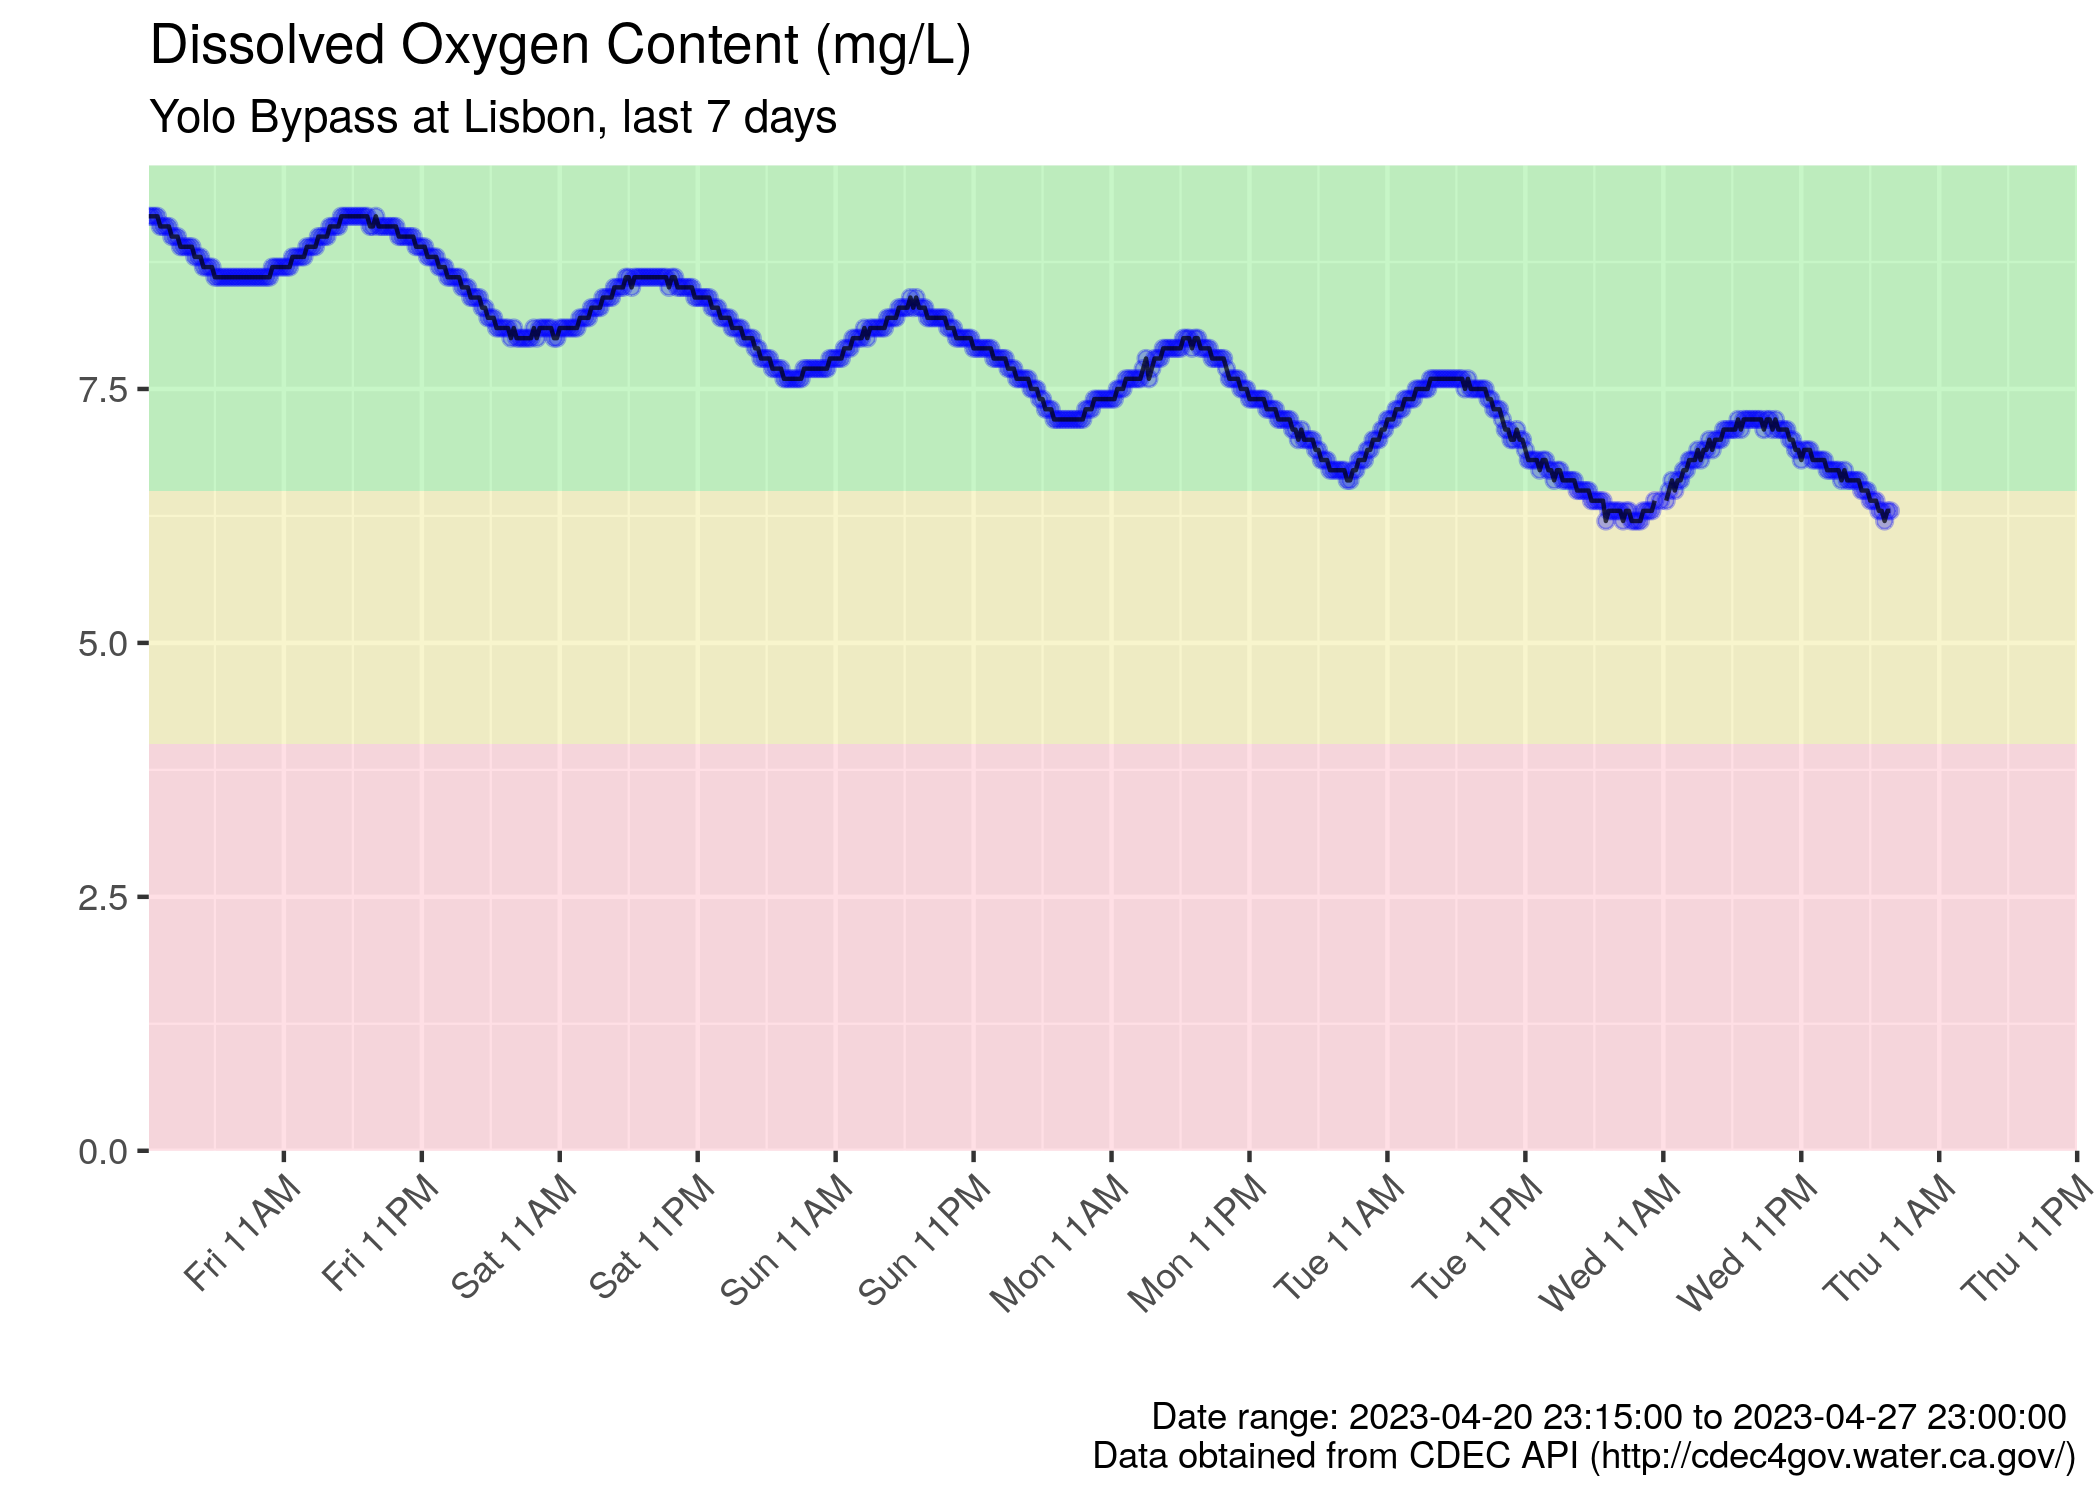 Dissolved Oxygen Content (mg/L)
Yolo Bypass at Lisbon, last 7 days
7.5
5.0
2.5
0.0
Fri 11AM
Fri 11PM
Sat 11AM
Sat 11PM
Sun 11AM
Sun 11PM
Mon 11AM
Mon 11PM
Tue 11AM
Tue 11PM
Wed 11AM
Wed 11PM
Thu 11AM
Thu 11PM
Date range: 2023-04-20 23:15:00 to 2023-04-27 23:00:00
Data obtained from CDEC API (http://cdec4gov.water.ca.gov/)